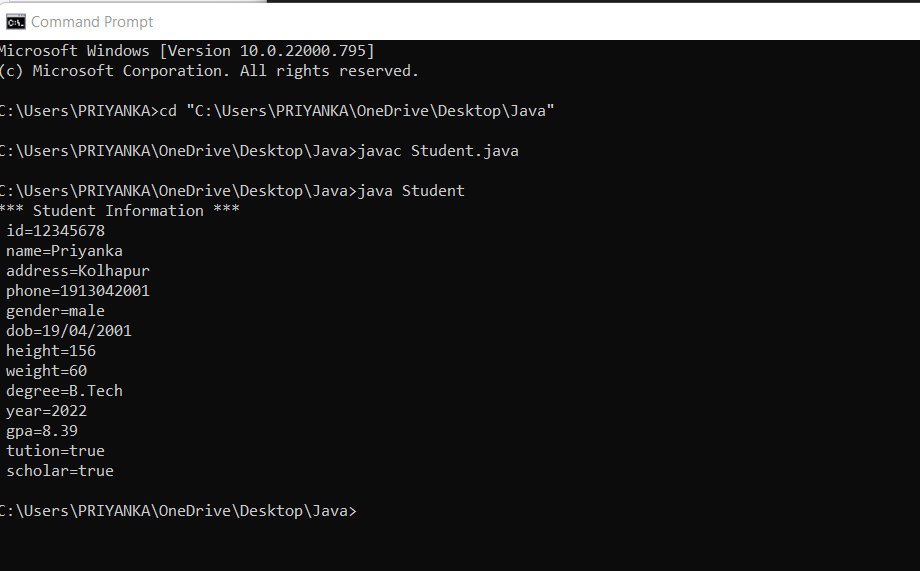 Command Prompt
Microsoft Windows [Version 10.0.22000.795]
(c) Microsoft Corporation. All rights reserved.
C:\Users\PRIYANKA>cd "C:\Users\PRIYANKA\OneDrive\Desktop\Java"
C:\Users\PRIYANKA\OneDrive\Desktop\Java>javac Student.java
C:\Users\PRIYANKA\OneDrive\Desktop\Java>java Student
*** Student Information ***
id=12345678
name=Priyanka
address=Kolhapur
phone=1913042001
gender=male
dob=19/04/2001
height=156
weight=60
degree=B.Tech
year=2022
gpa=8.39
tution=true
scholar=true
C:\Users\PRIYANKA\OneDrive\Desktop\Java>